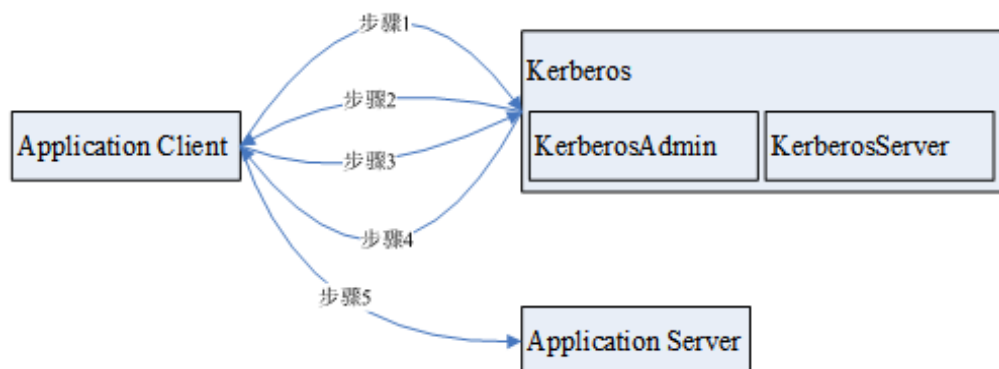 步骤1
Kerberos
步骤2
Application Client
KerberosAdmin
KerberosServer
步骤3
步骤4
步骤5
Application Server